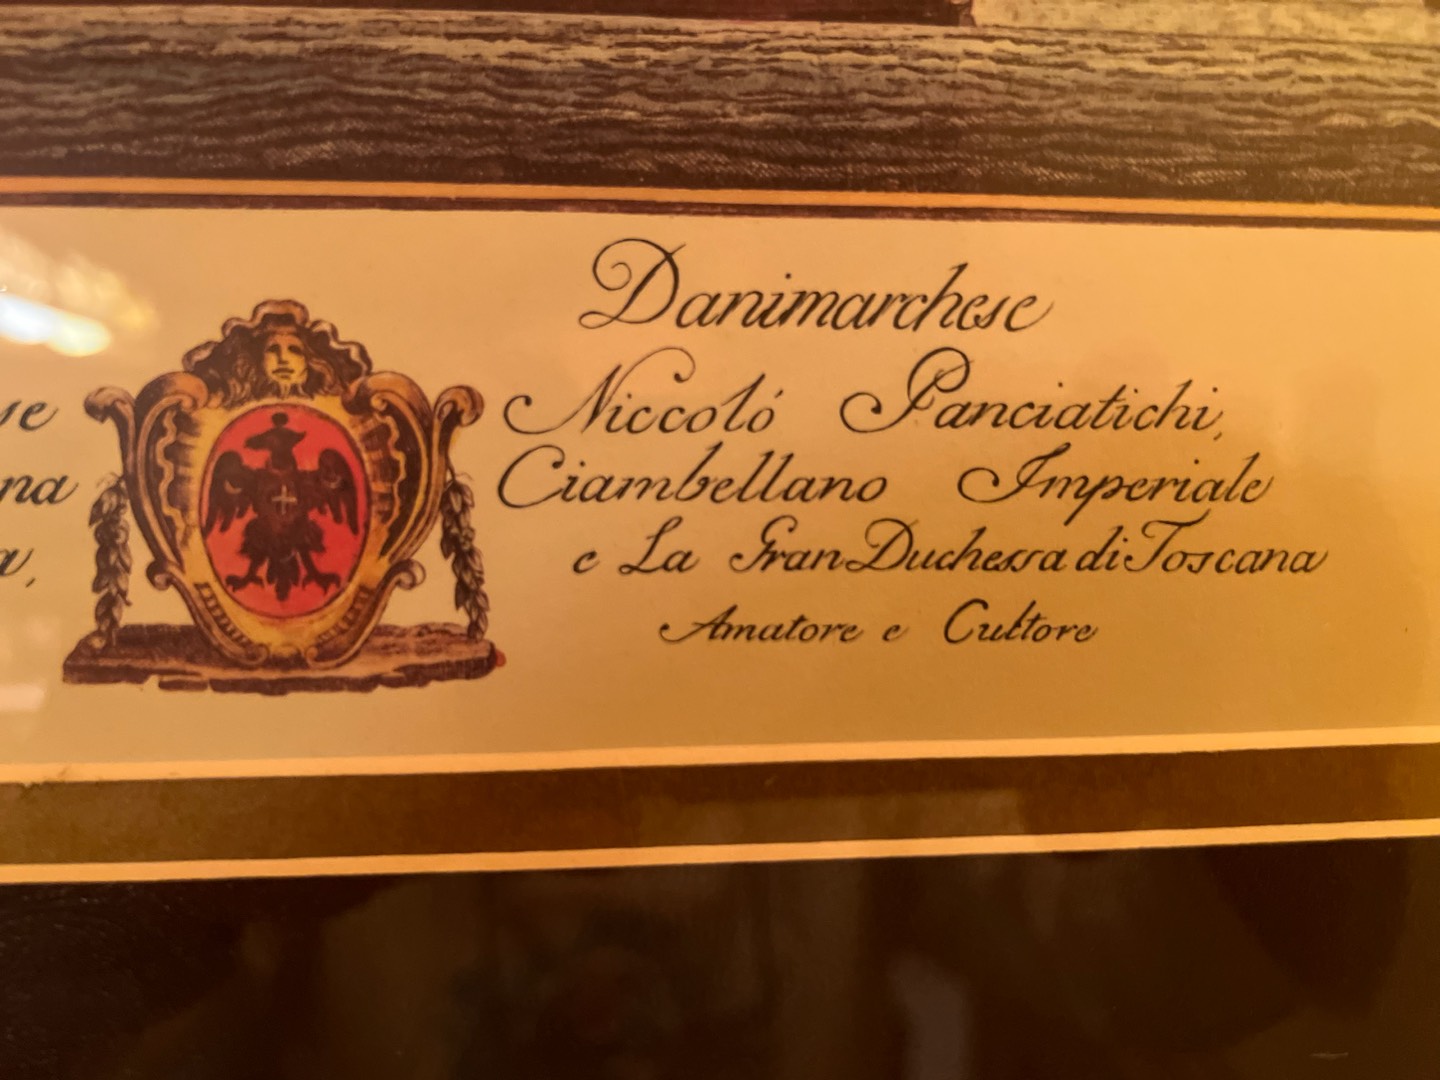 Danimarchese
Niccoló Panciatichi,
Ciambellano Imperiale
e La Gran Duchessa di Toscana
Amatore e Cultore